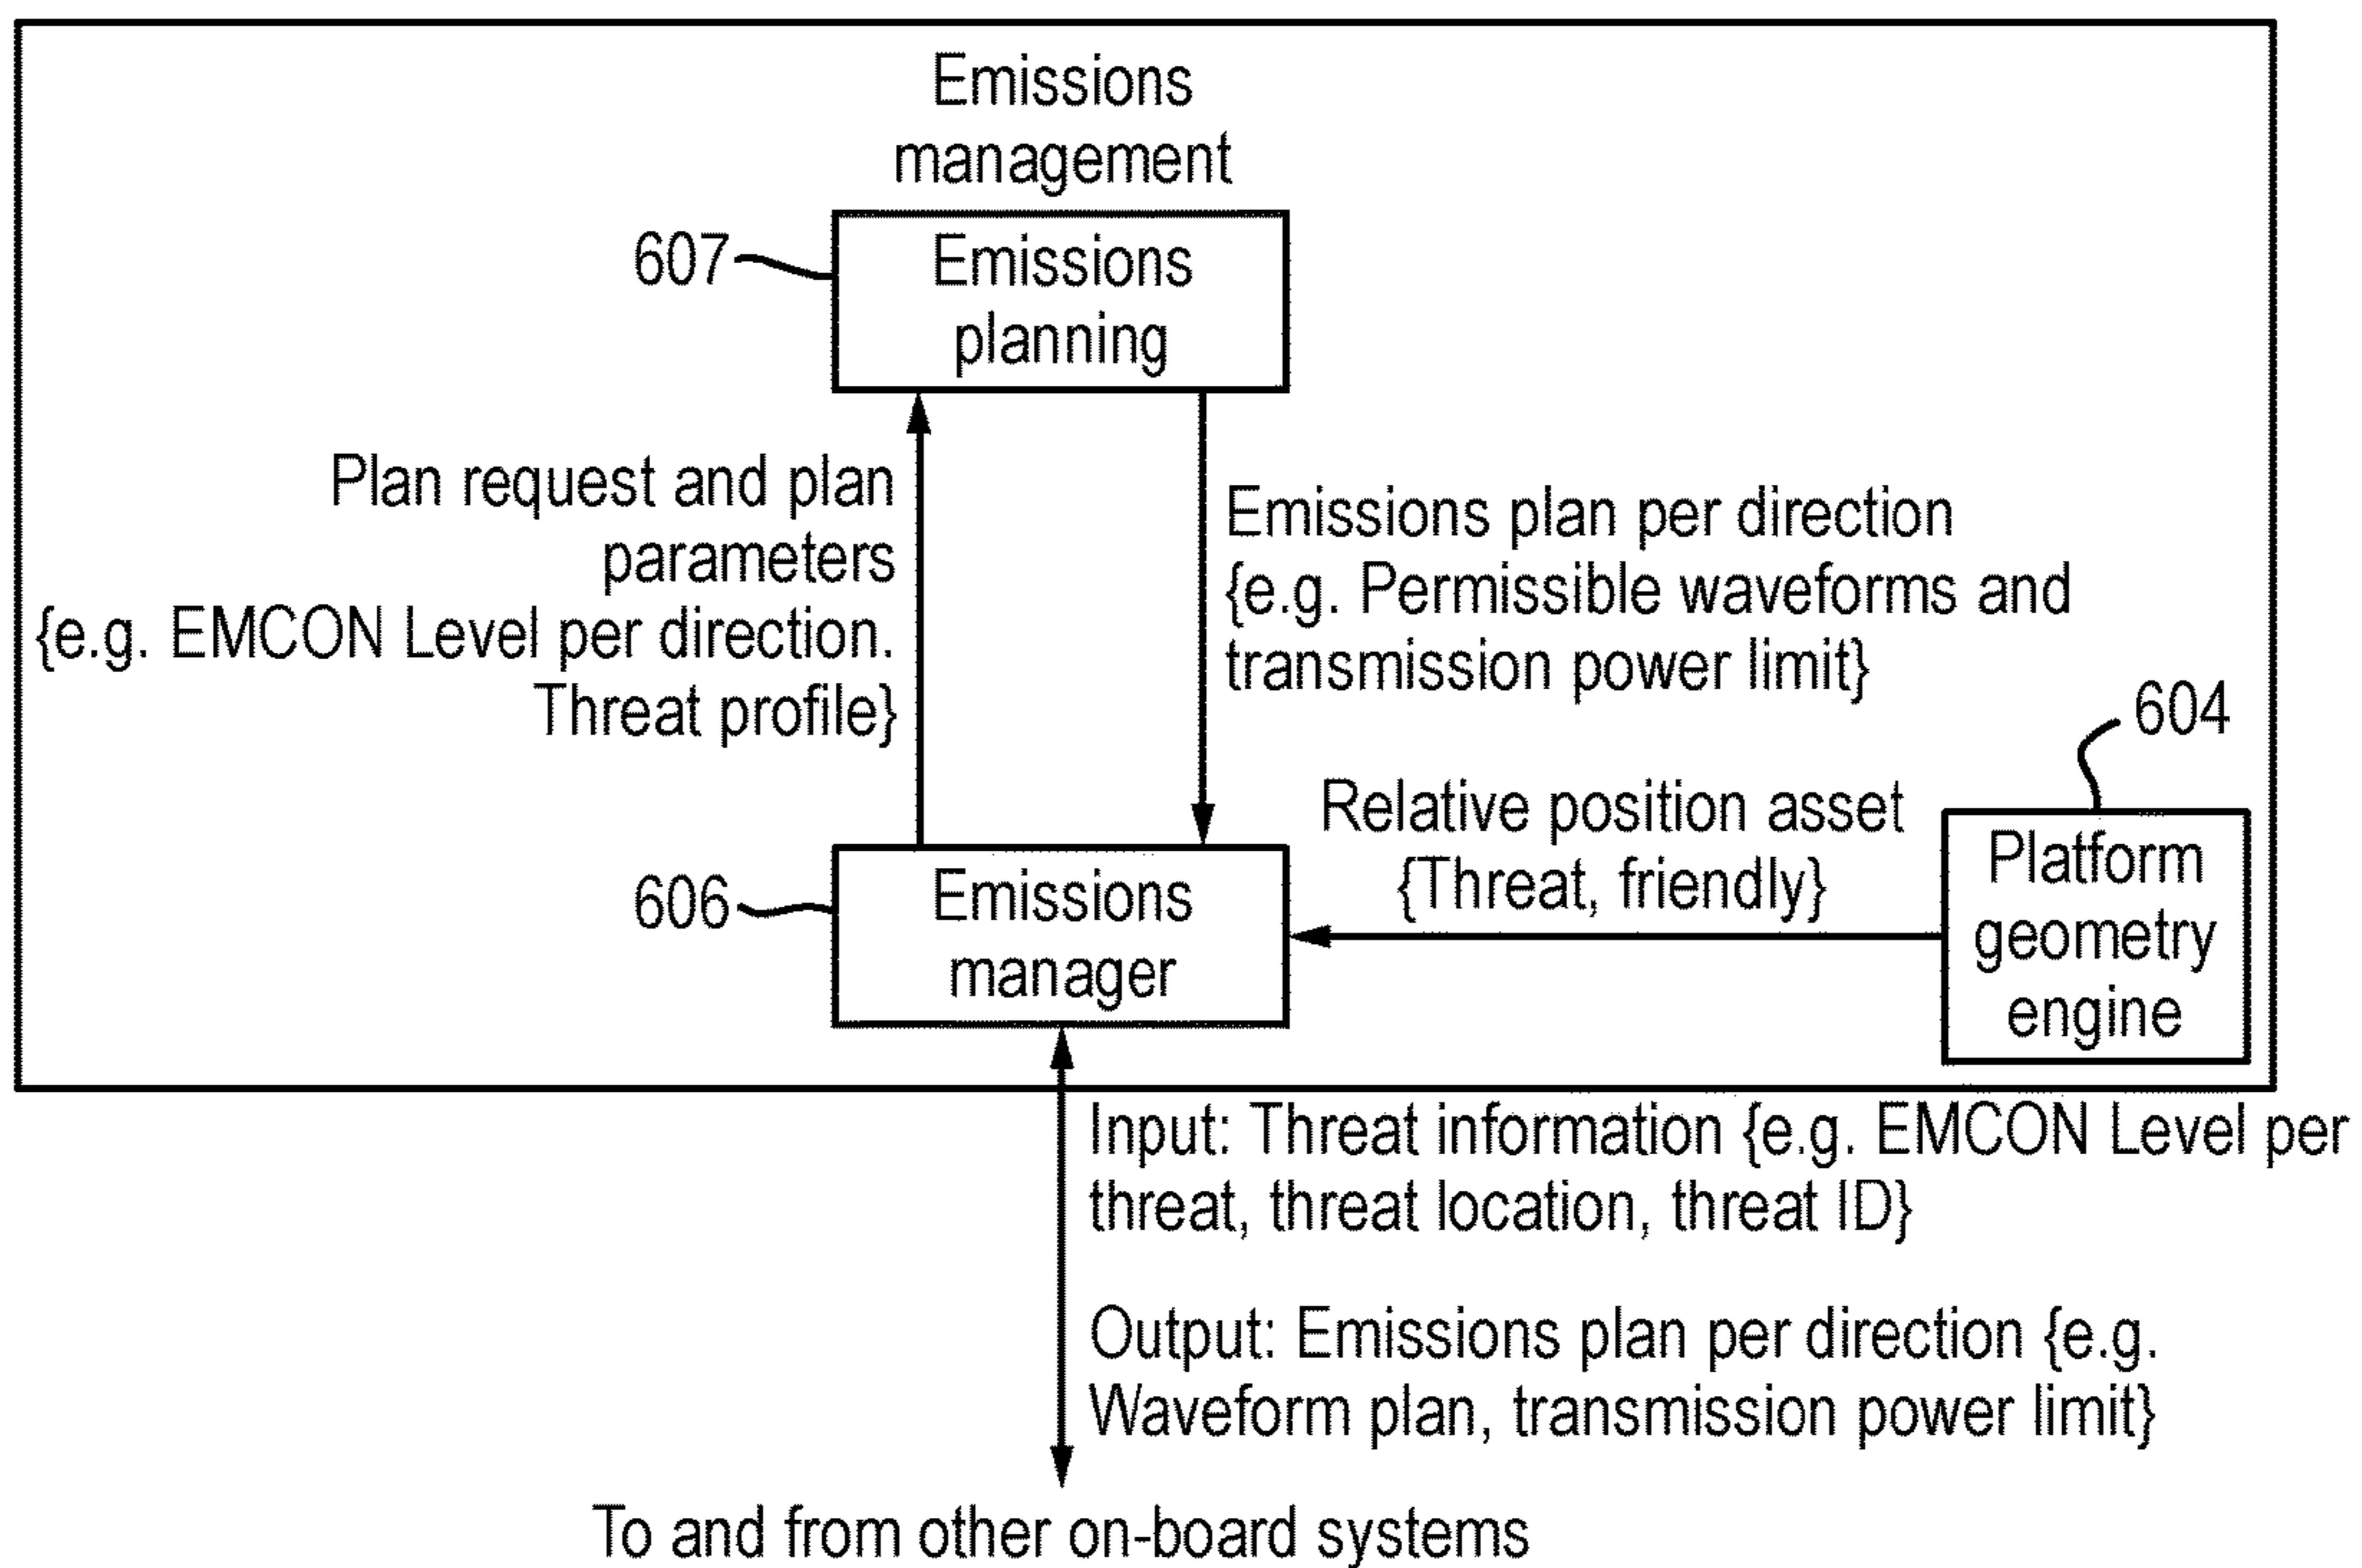 Emissions
management
607
Emissions
planning
Plan request and plan
parameters
{e.g. EMCON Level per direction.
Threat profile}
Emissions plan per direction
{e.g. Permissible waveforms and
transmission power limit}
604
Relative position asset
{Threat, friendly}
Platform
geometry
engine
606
Emissions
manager
Input: Threat information {e.g. EMCON Level per
threat, threat location, threat ID}
Output: Emissions plan per direction {e.g.
Waveform plan, transmission power limit}
To and from other on-board systems